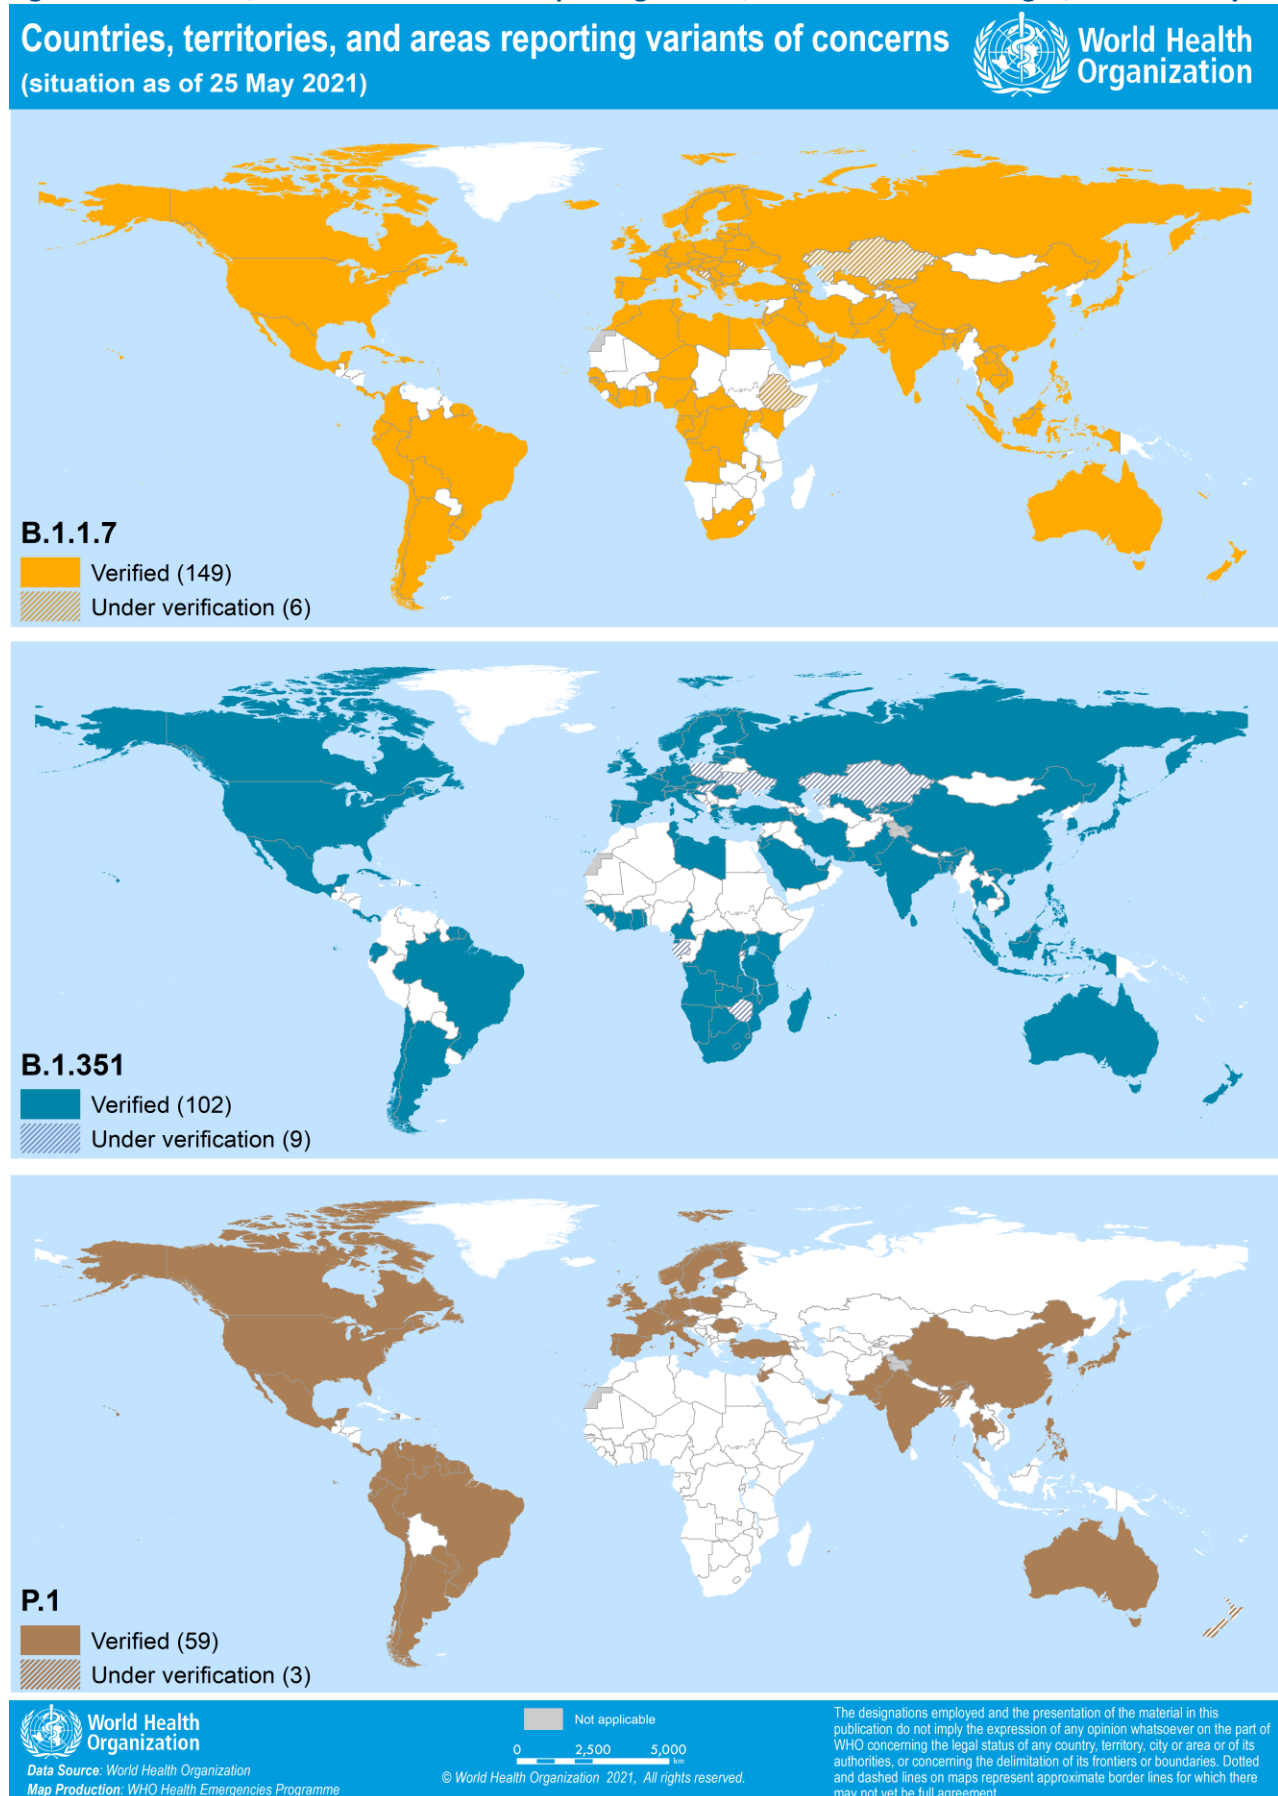 Countries, territories, and areas reporting variants of concerns
(situation as of 25 May 2021)
World Health
Organization
B.1.1.7
Verified (149)
Under verification (6)
B.1.351
Verified (102)
Under verification (9)
P.1
Verified (59)
Under verification (3)
World Health
Organization
Data Source: World Health Organization
Map Production: WHO Health Emergencies Programme
Not applicable
0 2,500 5,000
km
© World Health Organization 2021, All rights reserved.
The designations employed and the presentation of the material in this
publication do not imply the expression of any opinion whatsoever on the part of
WHO concerning the legal status of any country, territory, city or area or of its
authorities, or concerning the delimitation of its frontiers or boundaries. Dotted
and dashed lines on maps represent approximate border lines for which there
may not yet be full agreement.